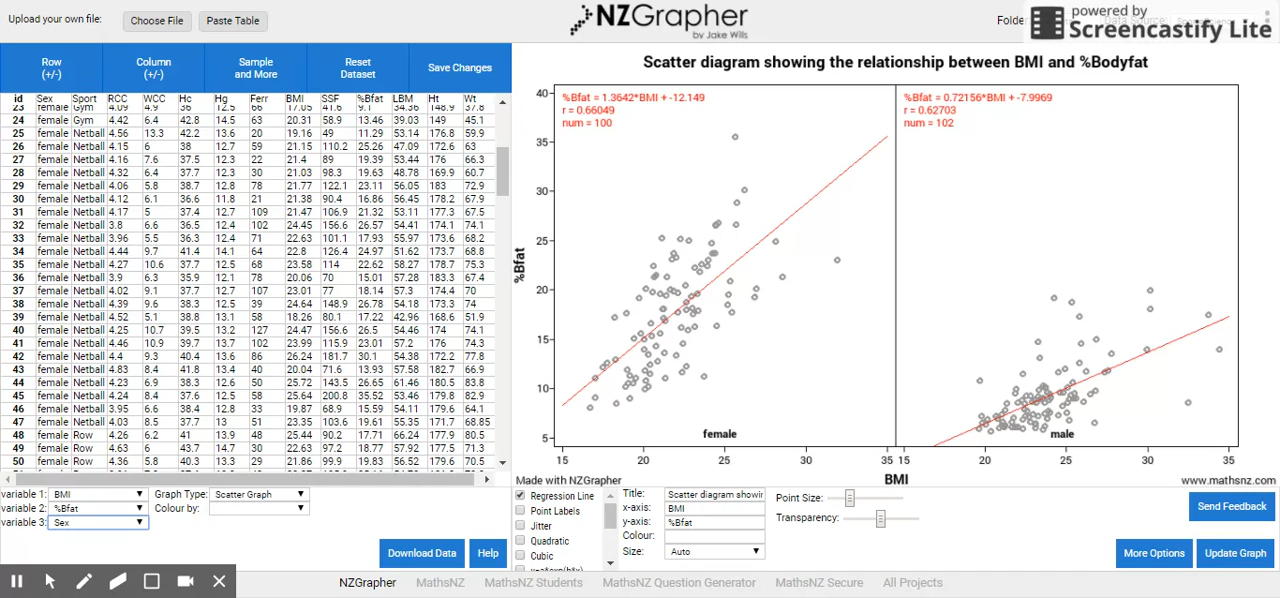 Upload your own file:
Choose File
Paste Table
NZGrapher
by Jake Wills
Folder
Data Source:
powered by
Screencastify Lite
Row
(+/-)
Column
(+/-)
Sample
and More
Reset
Dataset
Save Changes
id Sex Sport RCC WCC Hc Hg Ferr BMI SSF %Bfat LBM Ht Wt
23 female Gym 4.09 4.9 36 12.5 66 17.05 41.6 9.1 34.36 148.9 37.8
24 female Gym 4.42 6.4 42.8 14.5 63 20.31 58.9 13.46 39.03 149 45.1
25 female Netball 4.56 13.3 42.2 13.6 20 19.16 49 11.29 53.14 176.8 59.9
26 female Netball 4.15 6 38 12.7 59 21.15 110.2 25.26 47.09 172.6 63
27 female Netball 4.16 7.6 37.5 12.3 22 21.4 89 19.39 53.44 176 66.3
28 female Netball 4.32 6.4 37.7 12.3 30 21.03 98.3 19.63 48.78 169.9 60.7
29 female Netball 4.06 5.8 38.7 12.8 78 21.77 122.1 23.11 56.05 183 72.9
30 female Netball 4.12 6.1 36.6 11.8 21 21.38 90.4 16.86 56.45 178.2 67.9
31 female Netball 4.17 5 37.4 12.7 109 21.47 106.9 21.32 53.11 177.3 67.5
32 female Netball 3.8 6.6 36.5 12.4 102 24.45 156.6 26.57 54.41 174.1 74.1
33 female Netball 3.96 5.5 36.3 12.4 71 22.63 101.1 17.93 55.97 173.6 68.2
34 female Netball 4.44 9.7 41.4 14.1 64 22.8 126.4 24.97 51.62 173.7 68.8
35 female Netball 4.27 10.6 37.7 12.5 68 23.58 114 22.62 58.27 178.7 75.3
36 female Netball 3.9 6.3 35.9 12.1 78 20.06 70 15.01 57.28 183.3 67.4
37 female Netball 4.02 9.1 37.7 12.7 107 23.01 77 18.14 57.3 174.4 70
38 female Netball 4.39 9.6 38.3 12.5 39 24.64 148.9 26.78 54.18 173.3 74
39 female Netball 4.52 5.1 38.8 13.1 58 18.26 80.1 17.22 42.96 168.6 51.9
40 female Netball 4.25 10.7 39.5 13.2 127 24.47 156.6 26.5 54.46 174 74.1
41 female Netball 4.46 10.9 39.7 13.7 102 23.99 115.9 23.01 57.2 176 74.3
42 female Netball 4.4 9.3 40.4 13.6 86 26.24 181.7 30.1 54.38 172.2 77.8
43 female Netball 4.83 8.4 41.8 13.4 40 20.04 71.6 13.93 57.58 182.7 66.9
44 female Netball 4.23 6.9 38.3 12.6 50 25.72 143.5 26.65 61.46 180.5 83.8
45 female Netball 4.24 8.4 37.6 12.5 58 25.64 200.8 35.52 53.46 179.8 82.9
46 female Netball 3.95 6.6 38.4 12.8 33 19.87 68.9 15.59 54.11 179.6 64.1
47 female Netball 4.03 8.5 37.7 13 51 23.35 103.6 19.61 55.35 171.7 68.85
48 female Row 4.26 6.2 41 13.9 48 25.44 90.2 17.71 66.24 177.9 80.5
49 female Row 4.63 6 43.7 14.7 30 22.63 97.2 18.77 57.92 177.5 71.3
50 female Row 4.36 5.8 40.3 13.3 29 21.86 99.9 19.83 56.52 179.6 70.5
Scatter diagram showing the relationship between BMI and %Bodyfat
%Bfat = 1.3642*BMI + -12.149
r = 0.66049
num = 100
%Bfat = 0.72156*BMI + -7.9969
r = 0.62703
num = 102
40
35
30
25
20
15
10
5
%Bfat
female
male
15 20 25 30 35 15 20 25 30 35
Made with NZGrapher
BMI
www.mathsnz.com
variable 1: BMI
variable 2: %Bfat
variable 3: Sex
Graph Type: Scatter Graph
Colour by:
Download Data
Help
Regression Line
Point Labels
Jitter
Quadratic
Cubic
y=a*exp(b*x)
Title: Scatter diagram showir
x-axis: BMI
y-axis: %Bfat
Colour:
Size: Auto
Point Size:
Transparency:
Send Feedback
More Options
Update Graph
NZGrapher MathsNZ MathsNZ Students MathsNZ Question Generator MathsNZ Secure All Projects